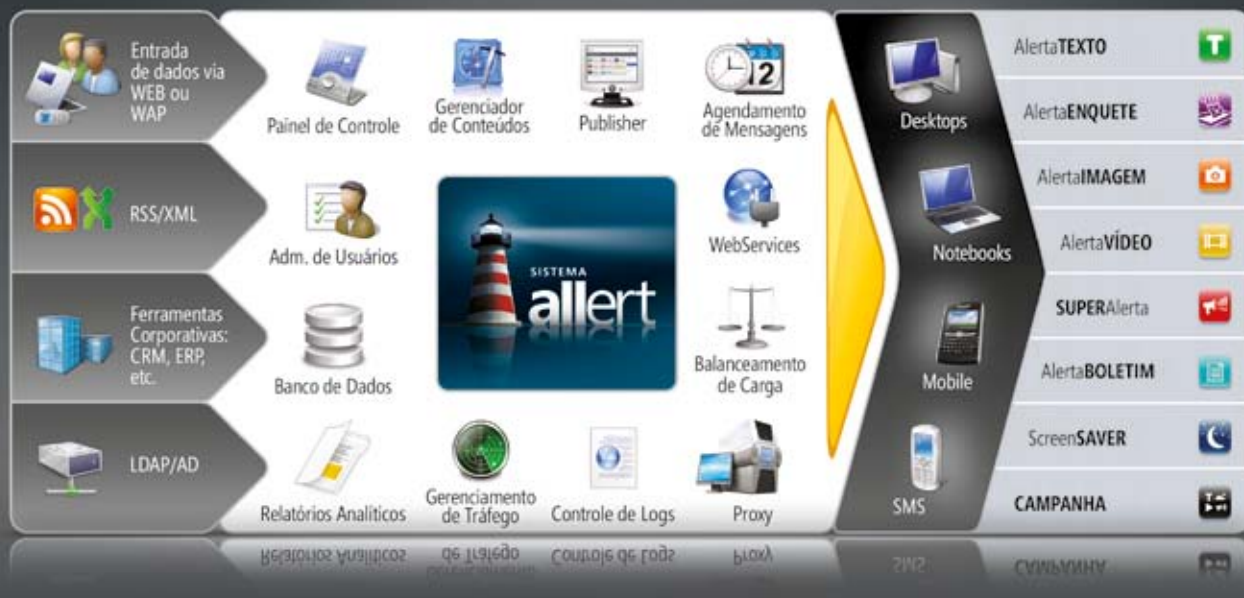 Entrada
de dados via
WEB ou
WAP
RSS/XML
Ferramentas
Corporativas:
CRM, ERP,
etc.
LDAP/AD
Painel de Controle
Gerenciador
de Conteúdos
Publisher
12
Agendamento
de Mensagens
Adm. de Usuários
SISTEMA
allert
WebServices
Banco de Dados
Balanceamento
de Carga
Relatórios Analíticos
Gerenciamento
de Tráfego
Controle de Logs
Proxy
Desktops
Notebooks
Mobile
SMS
AlertaTEXTO
T
AlertaENQUETE
AlertaIMAGEM
AlertaVÍDEO
SUPERAlerta
AlertaBOLETIM
ScreenSAVER
CAMPANHA